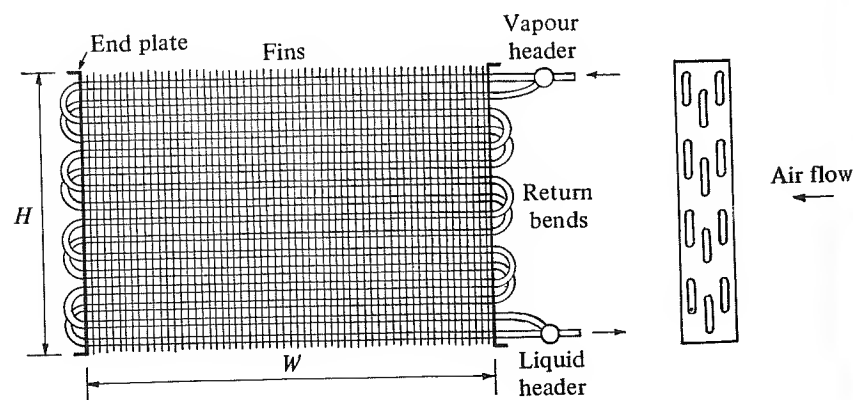 End plate
Fins
Vapour
header
H
Return
bends
Air flow
W
Liquid
header